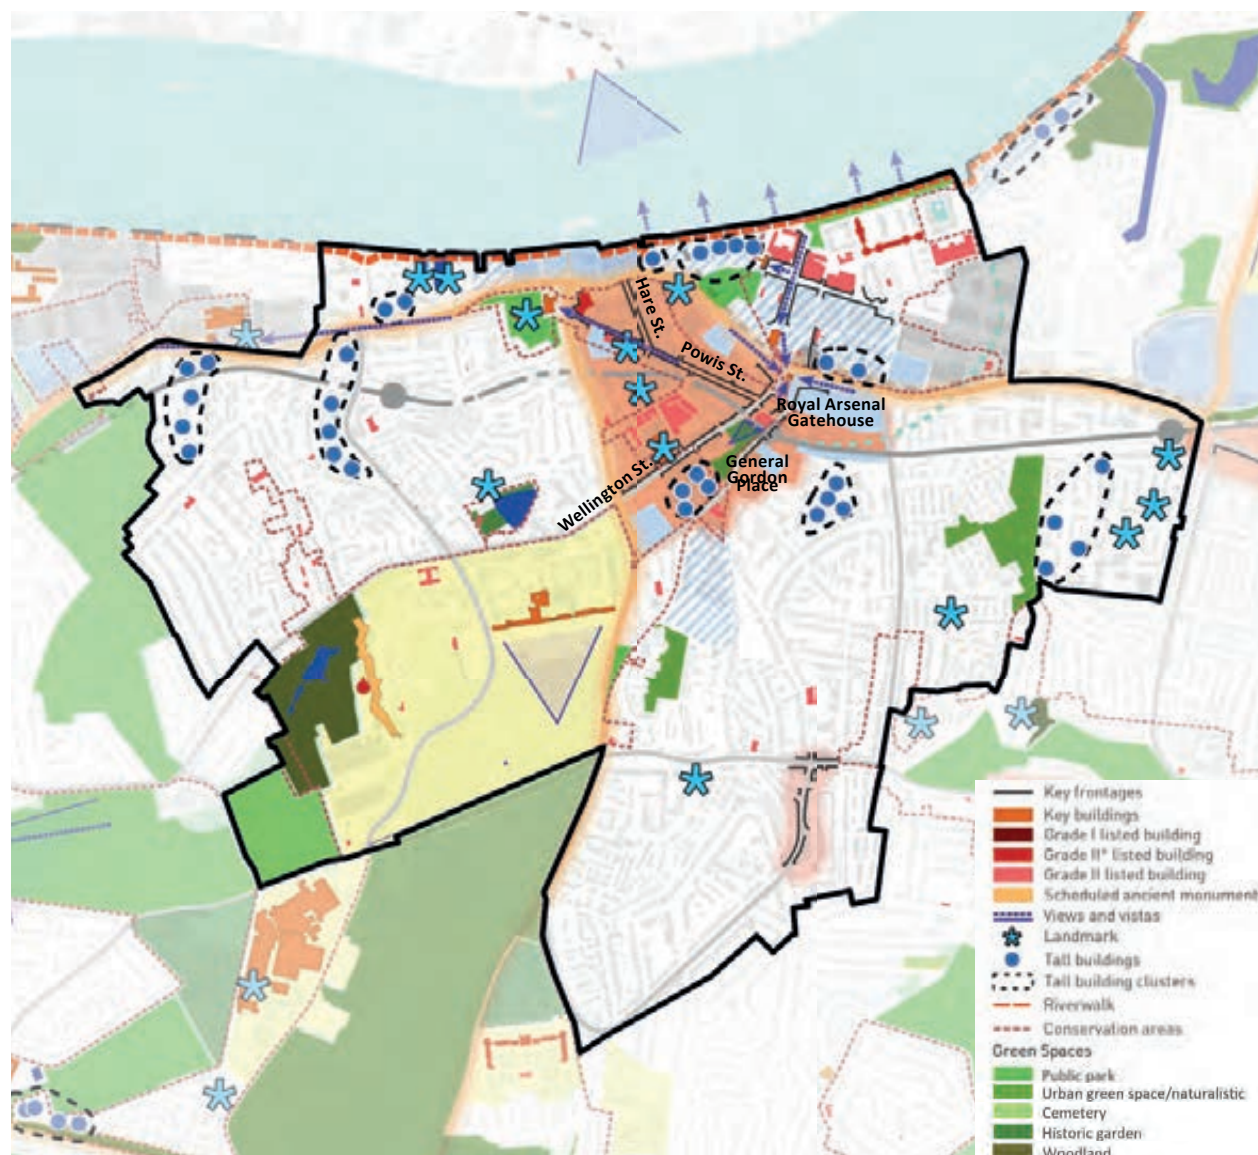 Hare St.
Powis St.
Royal Arsenal
Gatehouse
Wellington St.
General
Gordon
Place
Key frontages
Key buildings
Grade I listed building
Grade II* listed building
Grade II listed building
Scheduled ancient monument
Views and vistas
Landmark
Tall buildings
Tall building clusters
Riverwalk
Conservation areas
Green Spaces
Public park
Urban green space/naturalistic
Cemetery
Historic garden
Woodland